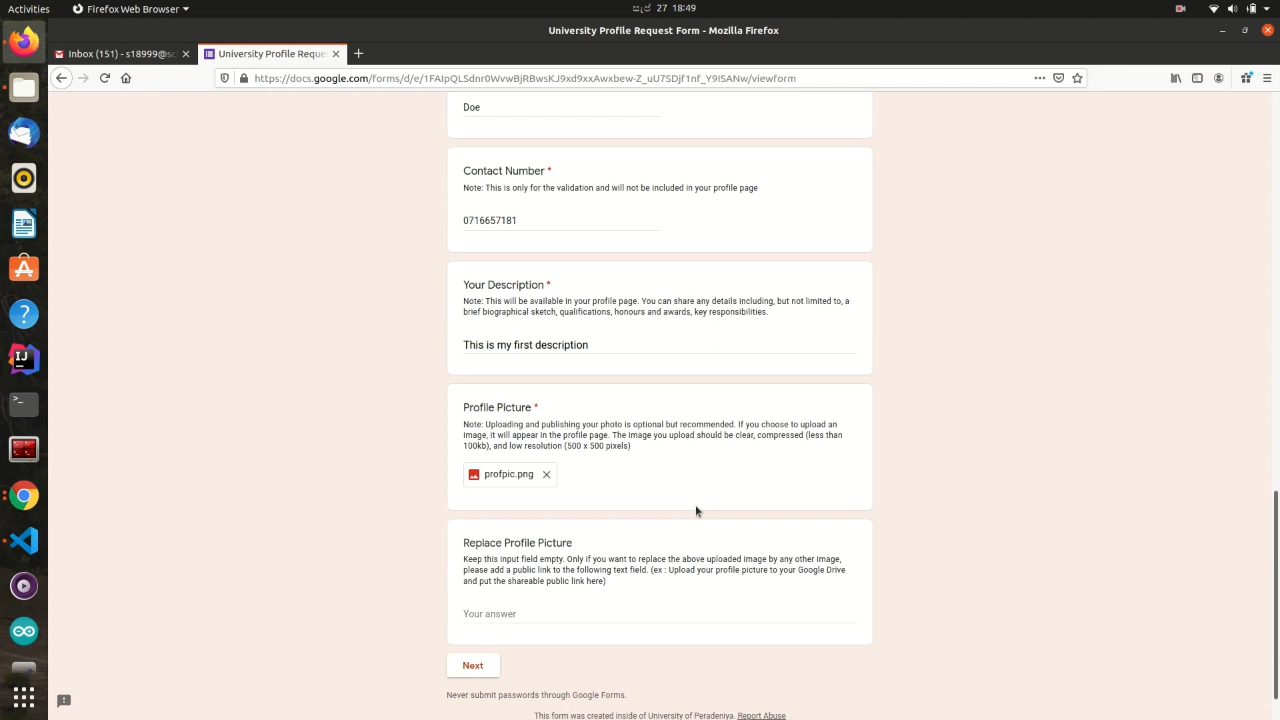 Activities
Firefox Web Browser
සැප් 27 18:49
University Profile Request Form - Mozilla Firefox
Inbox (151) - s18999@sc
University Profile Reque
https://docs.google.com/forms/d/e/1FAIpQLSdnr0WvwBjRBwsKJ9xd9xxAwxbew-Z_uU7SDjf1nf_Y9ISANw/viewform
Doe
Contact Number *
Note: This is only for the validation and will not be included in your profile page
0716657181
Your Description *
Note: This will be available in your profile page. You can share any details including, but not limited to, a
brief biographical sketch, qualifications, honours and awards, key responsibilities.
This is my first description
Profile Picture *
Note: Uploading and publishing your photo is optional but recommended. If you choose to upload an
image, it will appear in the profile page. The image you upload should be clear, compressed (less than
100kb), and low resolution (500 x 500 pixels)
profpic.png
Replace Profile Picture
Keep this input field empty. Only if you want to replace the above uploaded image by any other image,
please add a public link to the following text field. (ex : Upload your profile picture to your Google Drive
and put the shareable public link here)
Your answer
Next
Never submit passwords through Google Forms.
This form was created inside of University of Peradeniya. Report Abuse